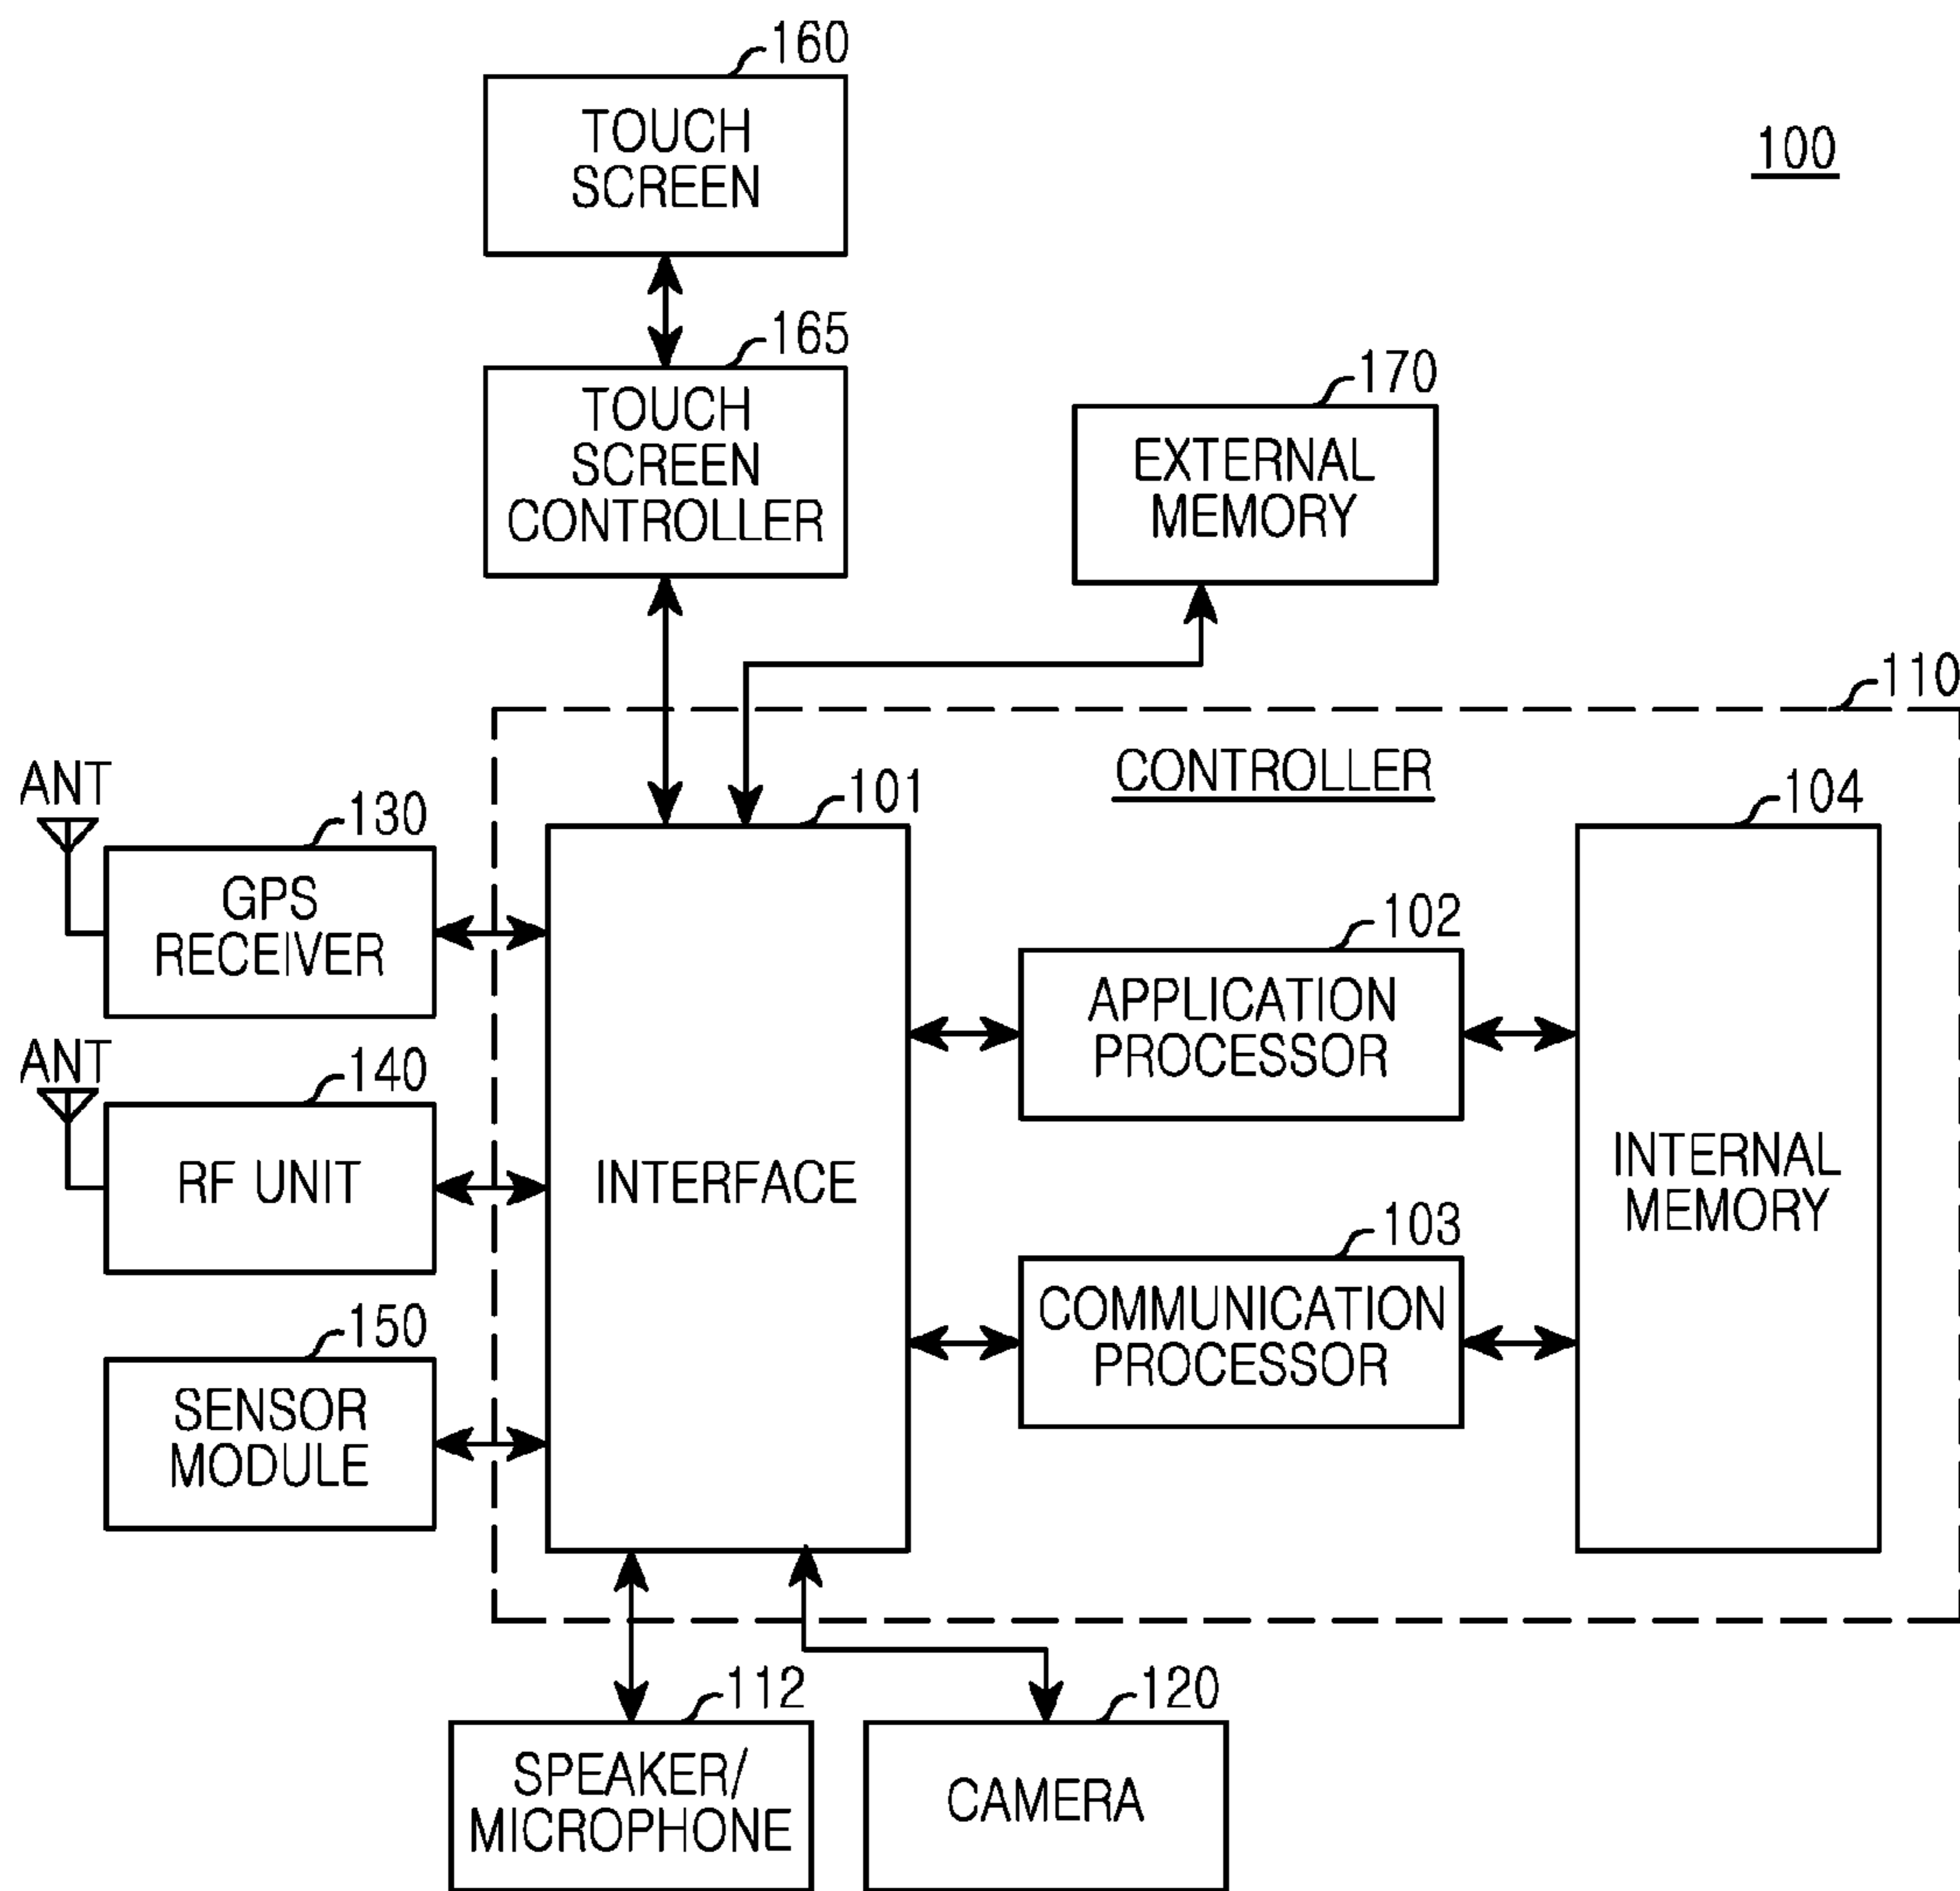 160
TOUCH
SCREEN
100
165
TOUCH
SCREEN
CONTROLLER
170
EXTERNAL
MEMORY
110
CONTROLLER
ANT
130
GPS
RECEIVER
101
INTERFACE
104
INTERNAL
MEMORY
102
APPLICATION
PROCESSOR
ANT
140
RF UNIT
103
COMMUNICATION
PROCESSOR
150
SENSOR
MODULE
112
SPEAKER/
MICROPHONE
120
CAMERA